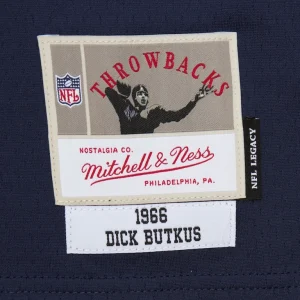 THROWBACKS
NFL
NOSTALGIA CO.
Mitchell & Ness
PHILADELPHIA, PA.
NFL LEGACY
1966
DICK BUTKUS